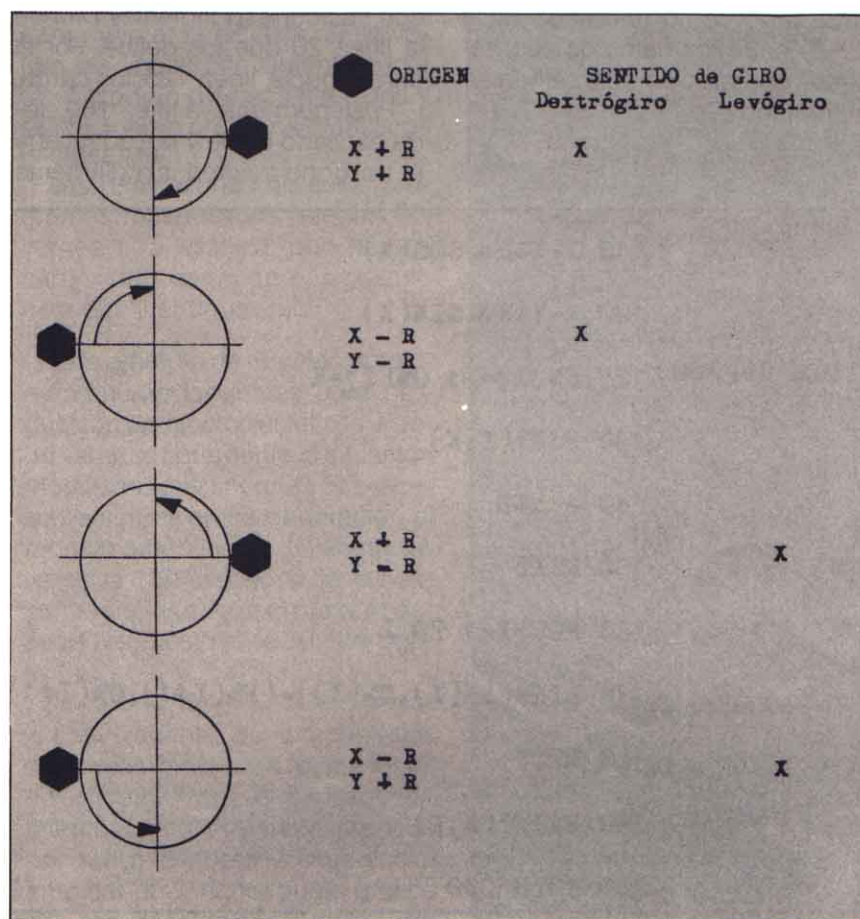 ORIGEN SENTIDO de GIRO
Dextrógiro Levógiro
X + R X
Y + R
X - R X
Y - R
X + R
Y - R X
X - R
Y + R X